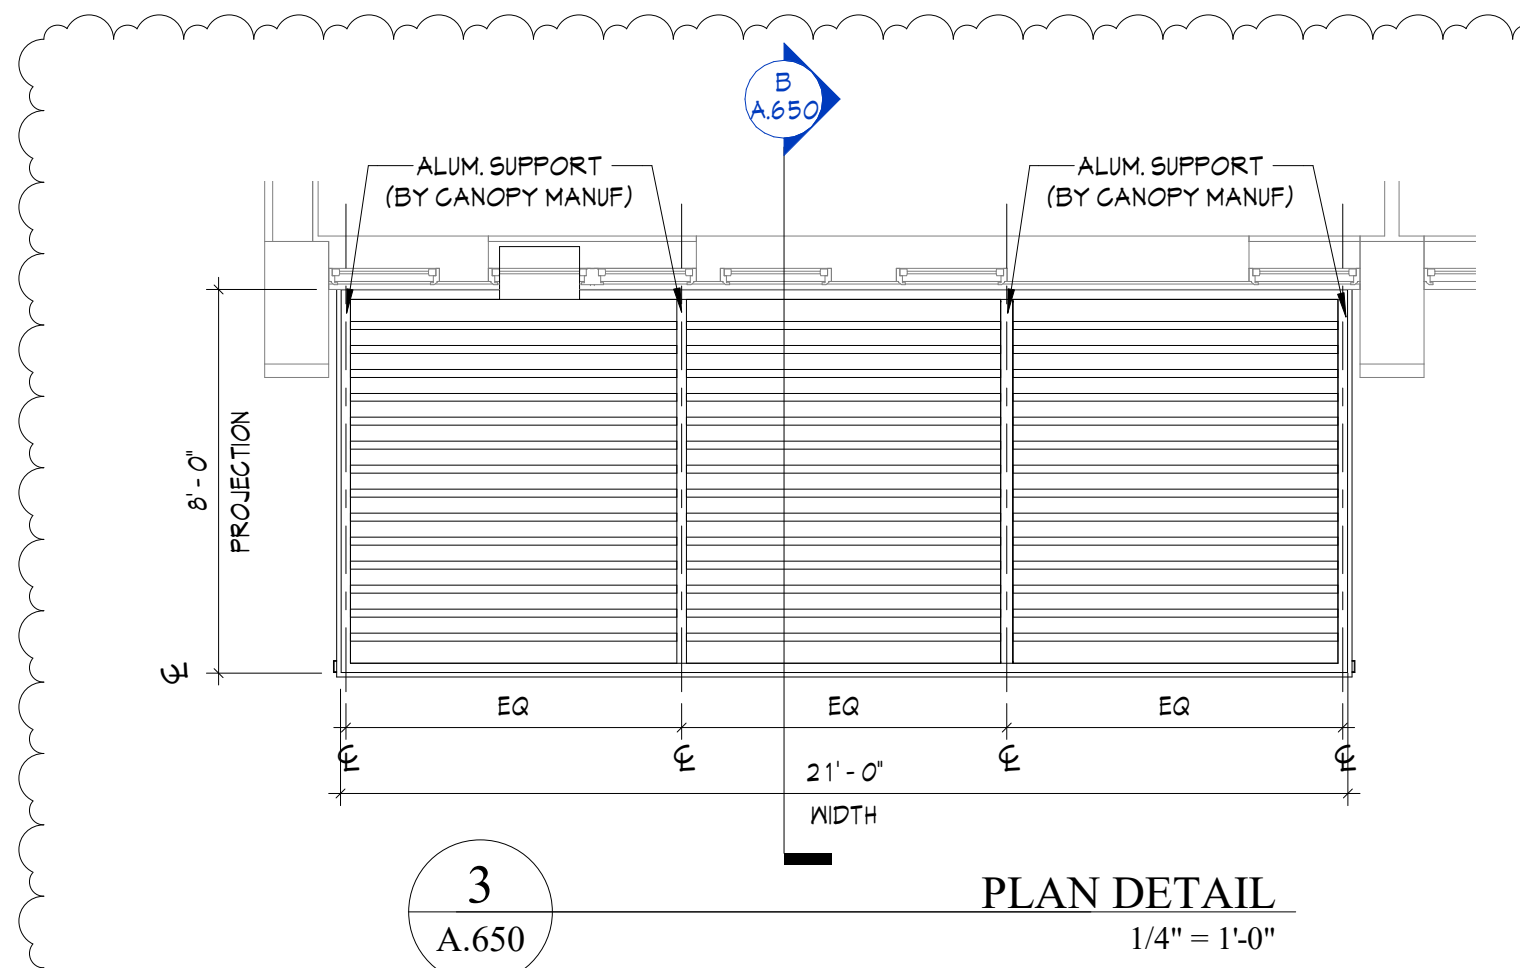 B
A.650
ALUM. SUPPORT
(BY CANOPY MANUF)
ALUM. SUPPORT
(BY CANOPY MANUF)
8'-0"
PROJECTION
℄
EQ
EQ
EQ
℄
℄
℄
℄
21'-0"
WIDTH
3
A.650
PLAN DETAIL
1/4" = 1'-0"